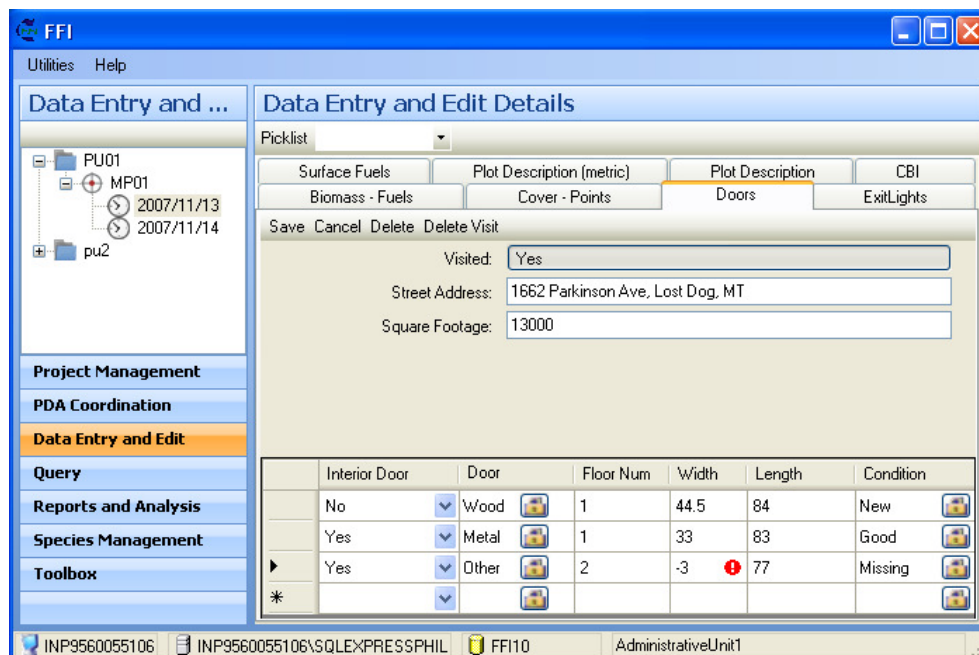 FFI
Utilities Help
Data Entry and ...
PU01
MP01
2007/11/13
2007/11/14
pu2
Project Management
PDA Coordination
Data Entry and Edit
Query
Reports and Analysis
Species Management
Toolbox
Data Entry and Edit Details
Picklist
Surface Fuels Plot Description (metric) Plot Description CBI
Biomass - Fuels Cover - Points Doors ExitLights
Save Cancel Delete Delete Visit
Visited: Yes
Street Address: 1662 Parkinson Ave, Lost Dog, MT
Square Footage: 13000
Interior Door Door Floor Num Width Length Condition
No Wood 1 44.5 84 New
Yes Metal 1 33 83 Good
Yes Other 2 -3 77 Missing
INP9560055106 INP9560055106\SQLEXPRESSPHIL FFI10 AdministrativeUnit1